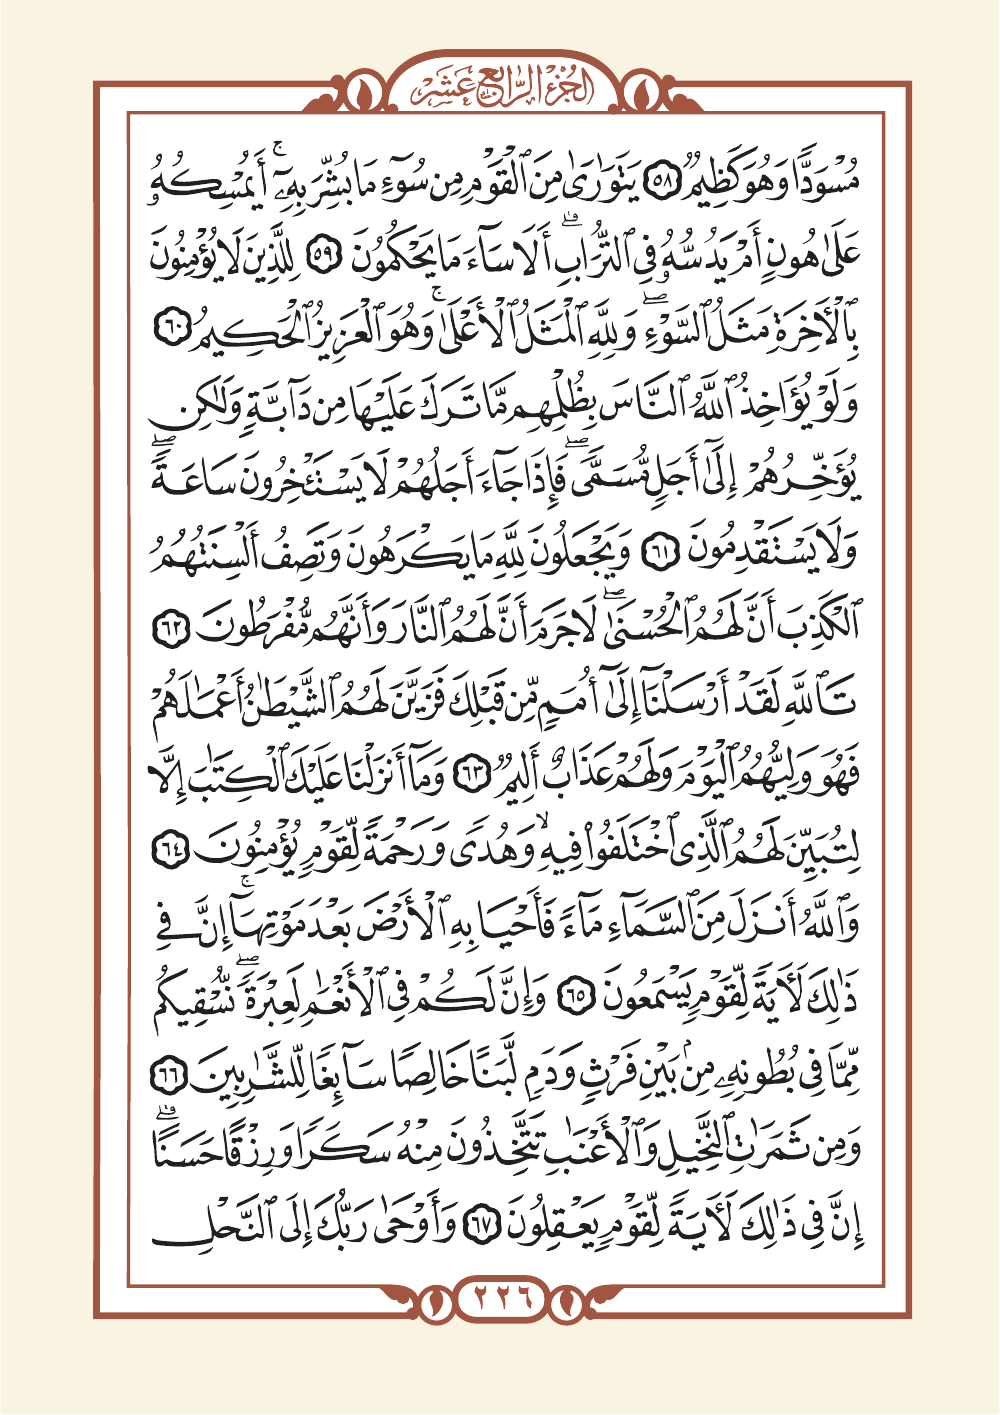 الجزء الرابع عشر
مُسْوَدًّا وَهُوَ كَظِيمٌ ٥٨ يَتَوَٰرَىٰ مِنَ ٱلْقَوْمِ مِن سُوٓءِ مَا بُشِّرَ بِهِۦٓۚ أَيُمْسِكُهُۥ
عَلَىٰ هُونٍ أَمْ يَدُسُّهُۥ فِى ٱلتُّرَابِۗ أَلَا سَآءَ مَا يَحْكُمُونَ ٥٩ لِلَّذِينَ لَا يُؤْمِنُونَ
بِٱلْأَخِرَةِ مَثَلُ ٱلسَّوْءِۖ وَلِلَّهِ ٱلْمَثَلُ ٱلْأَعْلَىٰۚ وَهُوَ ٱلْعَزِيزُ ٱلْحَكِيمُ ٦٠
وَلَوْ يُؤَاخِذُ ٱللَّهُ ٱلنَّاسَ بِظُلْمِهِم مَّا تَرَكَ عَلَيْهَا مِن دَآبَّةٍ وَلَٰكِن
يُؤَخِّرُهُمْ إِلَىٰٓ أَجَلٍ مُّسَمًّىۖ فَإِذَا جَآءَ أَجَلُهُمْ لَا يَسْتَـْٔخِرُونَ سَاعَةًۖ
وَلَا يَسْتَقْدِمُونَ ٦١ وَيَجْعَلُونَ لِلَّهِ مَا يَكْرَهُونَ وَتَصِفُ أَلْسِنَتُهُمُ
ٱلْكَذِبَ أَنَّ لَهُمُ ٱلْحُسْنَىٰۖ لَا جَرَمَ أَنَّ لَهُمُ ٱلنَّارَ وَأَنَّهُم مُّفْرَطُونَ ٦٢
تَٱللَّهِ لَقَدْ أَرْسَلْنَآ إِلَىٰٓ أُمَمٍ مِّن قَبْلِكَ فَزَيَّنَ لَهُمُ ٱلشَّيْطَٰنُ أَعْمَٰلَهُمْ
فَهُوَ وَلِيُّهُمُ ٱلْيَوْمَ وَلَهُمْ عَذَابٌ أَلِيمٌ ٦٣ وَمَآ أَنزَلْنَا عَلَيْكَ ٱلْكِتَٰبَ إِلَّا
لِتُبَيِّنَ لَهُمُ ٱلَّذِى ٱخْتَلَفُوا۟ فِيهِۙ وَهُدًى وَرَحْمَةً لِّقَوْمٍ يُؤْمِنُونَ ٦٤
وَٱللَّهُ أَنزَلَ مِنَ ٱلسَّمَآءِ مَآءً فَأَحْيَا بِهِ ٱلْأَرْضَ بَعْدَ مَوْتِهَآۚ إِنَّ فِى
ذَٰلِكَ لَأَيَةً لِّقَوْمٍ يَسْمَعُونَ ٦٥ وَإِنَّ لَكُمْ فِى ٱلْأَنْعَٰمِ لَعِبْرَةًۖ نُّسْقِيكُم
مِّمَّا فِى بُطُونِهِۦ مِنۢ بَيْنِ فَرْثٍ وَدَمٍ لَّبَنًا خَالِصًا سَآئِغًا لِّلشَّٰرِبِينَ ٦٦
وَمِن ثَمَرَٰتِ ٱلنَّخِيلِ وَٱلْأَعْنَٰبِ تَتَّخِذُونَ مِنْهُ سَكَرًا وَرِزْقًا حَسَنًاۗ
إِنَّ فِى ذَٰلِكَ لَأَيَةً لِّقَوْمٍ يَعْقِلُونَ ٦٧ وَأَوْحَىٰ رَبُّكَ إِلَى ٱلنَّحْلِ
٢٢٦